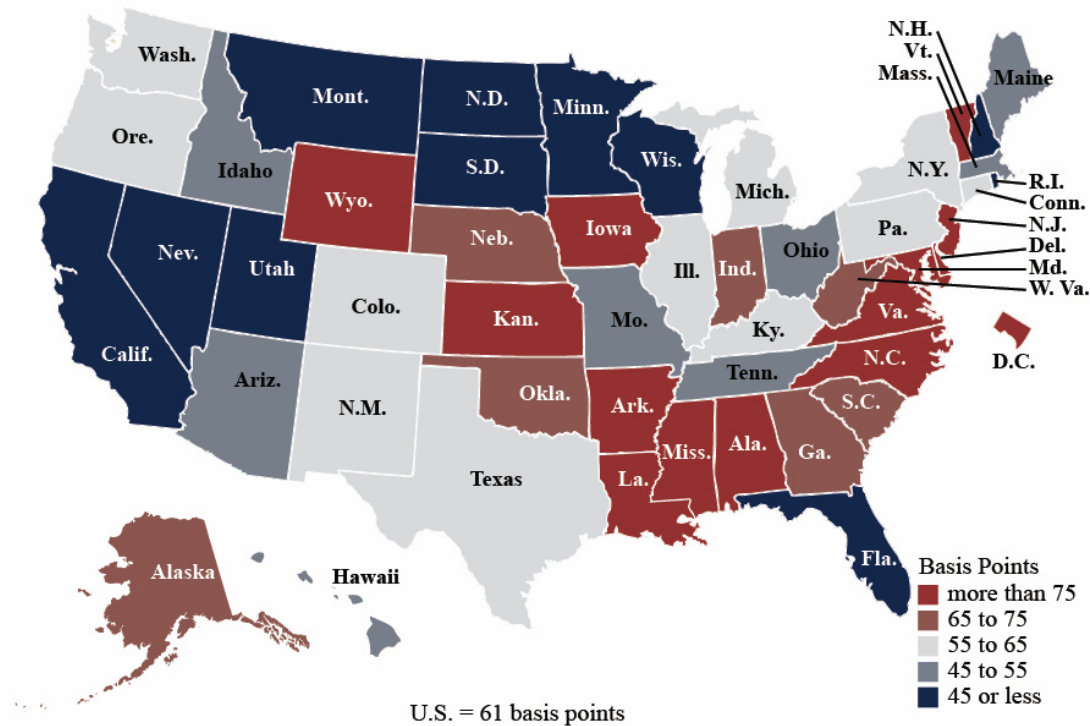 N.H.
Vt.
Mass.
Wash.
Maine
Mont.
N.D.
Minn.
Ore.
Idaho
S.D.
Wis.
N.Y.
R.I.
Conn.
Wyo.
Mich.
N.J.
Pa.
Del.
Md.
W. Va.
Neb.
Iowa
Nev.
Utah
Ill.
Ind.
Ohio
Colo.
Kan.
Mo.
Ky.
Va.
D.C.
Calif.
Ariz.
N.M.
Okla.
Ark.
Tenn.
N.C.
S.C.
Texas
La.
Miss.
Ala.
Ga.
Fla.
Alaska
Hawaii
Basis Points
more than 75
65 to 75
55 to 65
45 to 55
45 or less
U.S. = 61 basis points